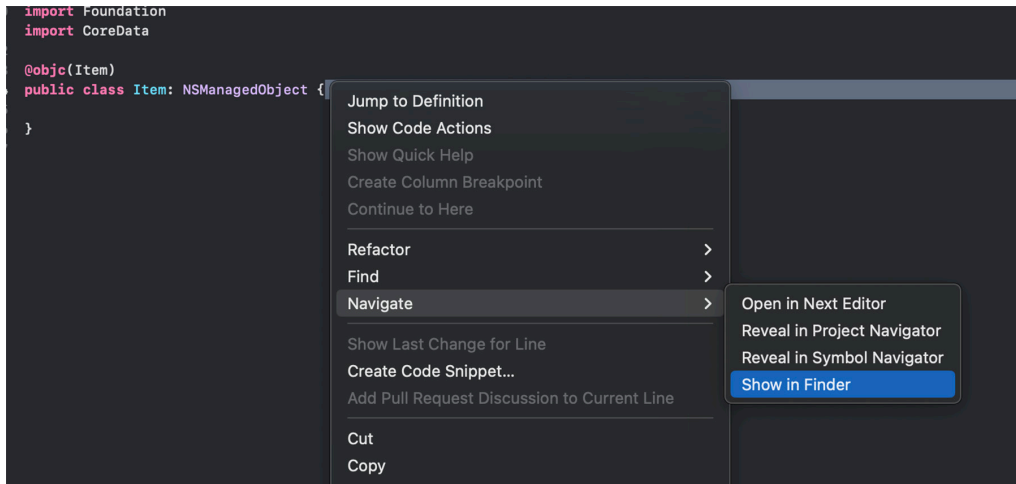 import Foundation
import CoreData
@objc(Item)
public class Item: NSManagedObject {
}
Jump to Definition
Show Code Actions
Show Quick Help
Create Column Breakpoint
Continue to Here
Refactor
Find
Navigate
Show Last Change for Line
Create Code Snippet...
Add Pull Request Discussion to Current Line
Cut
Copy
Open in Next Editor
Reveal in Project Navigator
Reveal in Symbol Navigator
Show in Finder